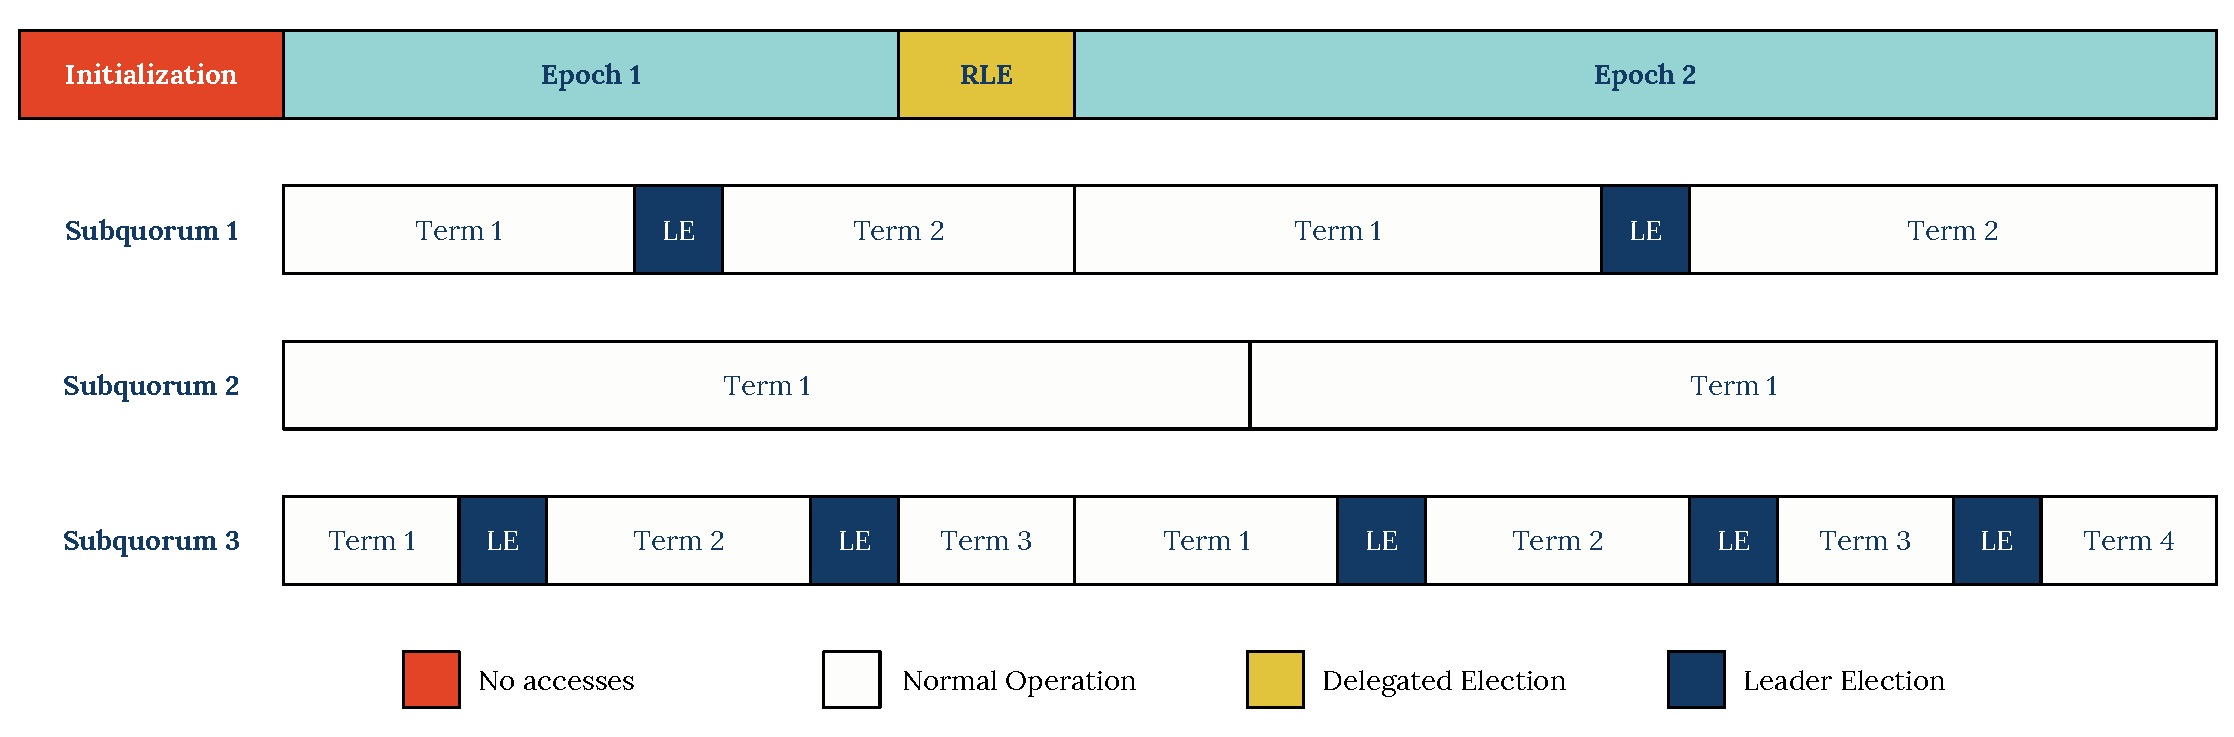 Initialization Epoch 1 RLE Epoch 2
Subquorum 1 Term 1 LE Term 2 Term 1 LE Term 2
Subquorum 2 Term 1 Term 1
Subquorum 3 Term 1 LE Term 2 LE Term 3 Term 1 LE Term 2 LE Term 3 LE Term 4
No accesses Normal Operation Delegated Election Leader Election